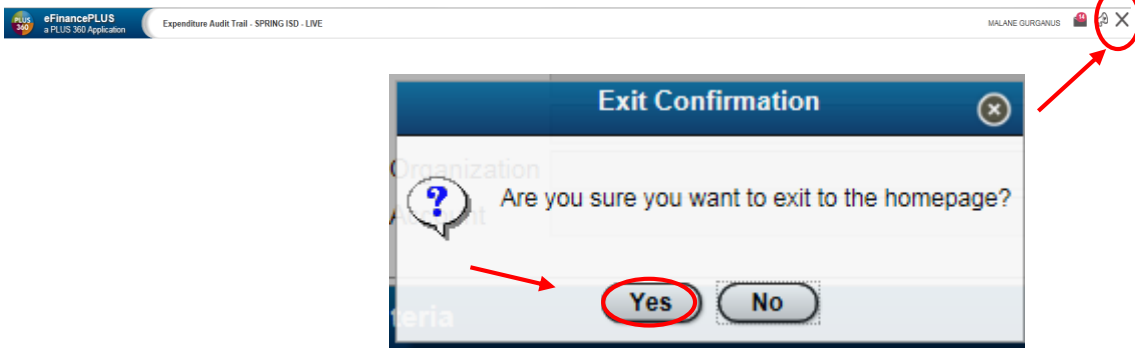 PLUS 360 eFinancePLUS
a PLUS 360 Application
Expenditure Audit Trail - SPRING ISD - LIVE
MALANE GURGANUS
14
Exit Confirmation
Organization
Are you sure you want to exit to the homepage?
?
Yes No
teria